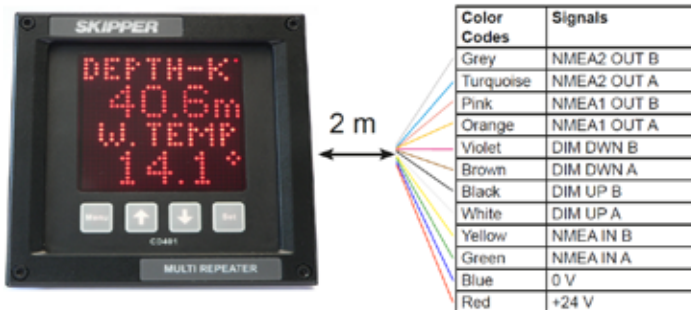 SKIPPER
DEPTH-K
40.6m
W.TEMP
14.1°
Menu
Set
CD401
MULTI REPEATER
2 m
Color Codes Signals
Grey NMEA2 OUT B
Turquoise NMEA2 OUT A
Pink NMEA1 OUT B
Orange NMEA1 OUT A
Violet DIM DWN B
Brown DIM DWN A
Black DIM UP B
White DIM UP A
Yellow NMEA IN B
Green NMEA IN A
Blue 0 V
Red +24 V